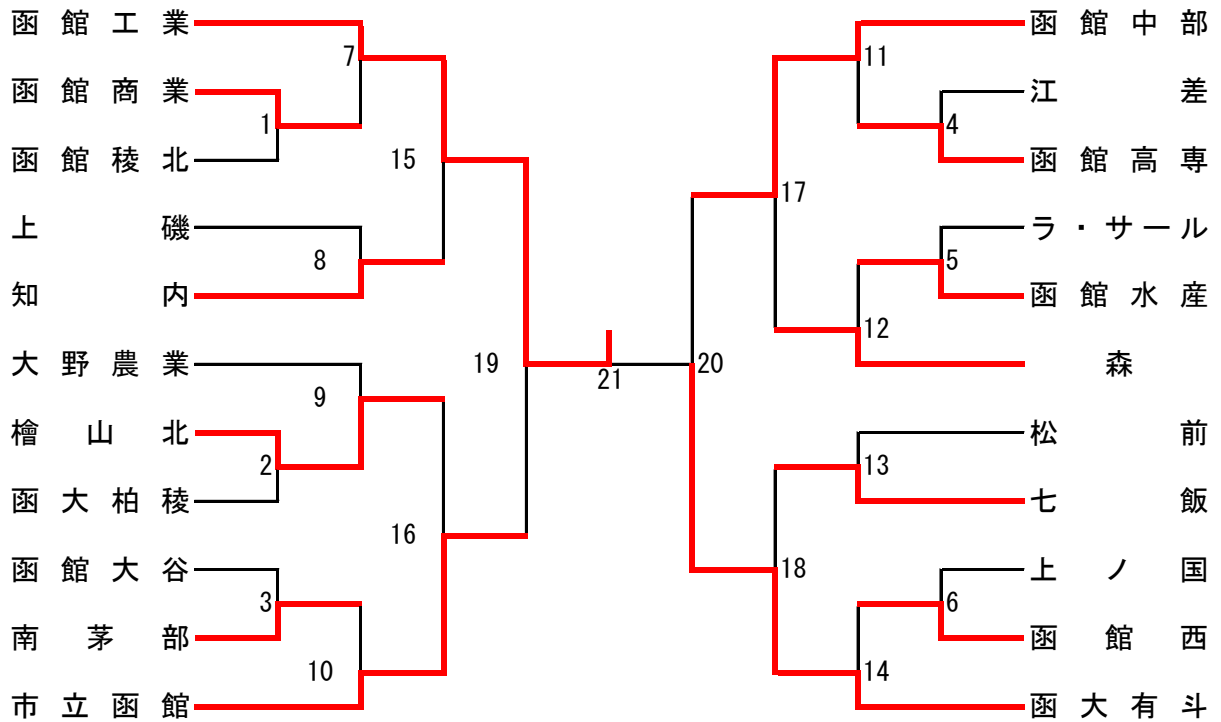 函館工業
函館商業
函館稜北
上磯
知内
大野農業
檜山北
函大柏稜
函館大谷
南茅部
市立函館
7
1
15
8
19
9
2
16
3
10
21
11
4
17
5
12
20
13
18
6
14
函館中部
江差
函館高専
ラ・サール
函館水産
森
松前
七飯
上ノ国
函館西
函大有斗